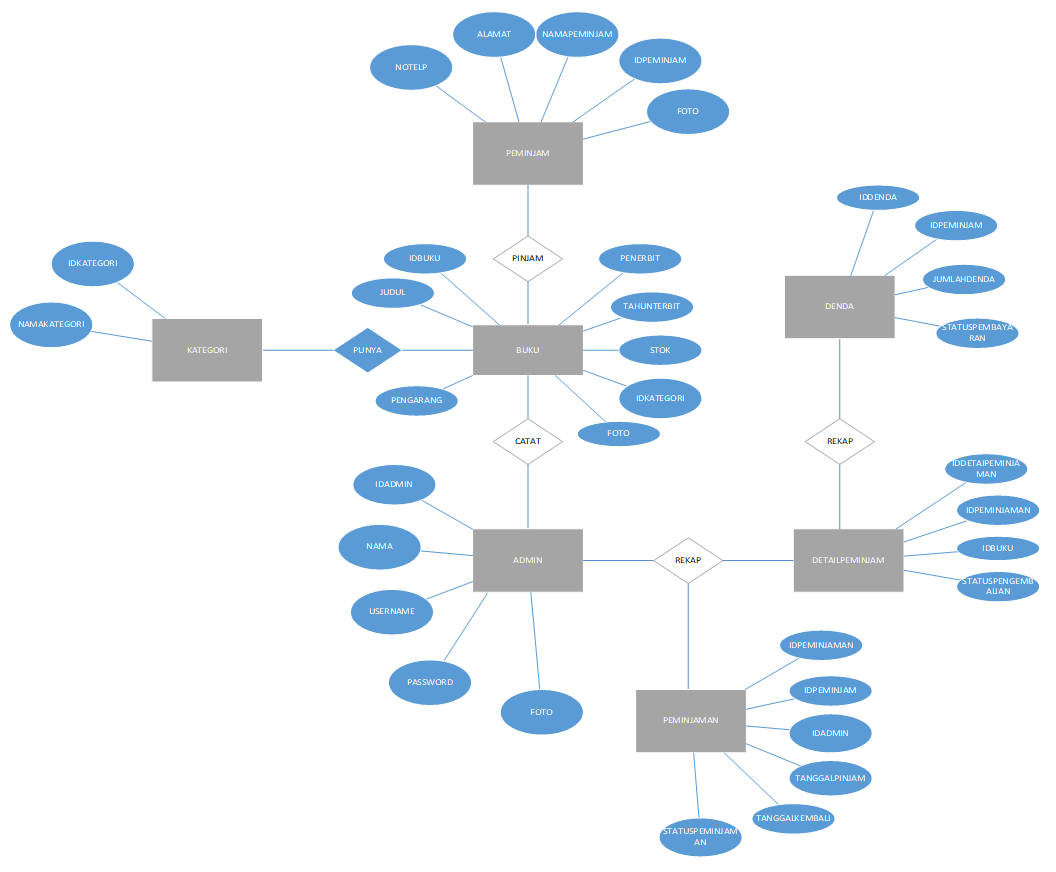 ALAMAT
NAMAPEMINJAM
NOTELP
IDPEMINJAM
FOTO
PEMINJAM
IDDENDA
IDPEMINJAM
JUMLAHDENDA
STATUSPEMBAYA
RAN
DENDA
PINJAM
IDKATEGORI
NAMAKATEGORI
KATEGORI
PUNYA
IDBUKU
JUDUL
PENGARANG
BUKU
PENERBIT
TAHUNTERBIT
STOK
IDKATEGORI
FOTO
CATAT
REKAP
IDADMIN
NAMA
USERNAME
PASSWORD
FOTO
ADMIN
REKAP
DETAILPEMINJAM
IDDETAIPEMINJA
MAN
IDPEMINJAMAN
IDBUKU
STATUSPENGEMB
ALIAN
PEMINJAMAN
IDPEMINJAMAN
IDPEMINJAM
IDADMIN
TANGGALPINJAM
TANGGALKEMBALI
STATUSPEMINJAM
AN